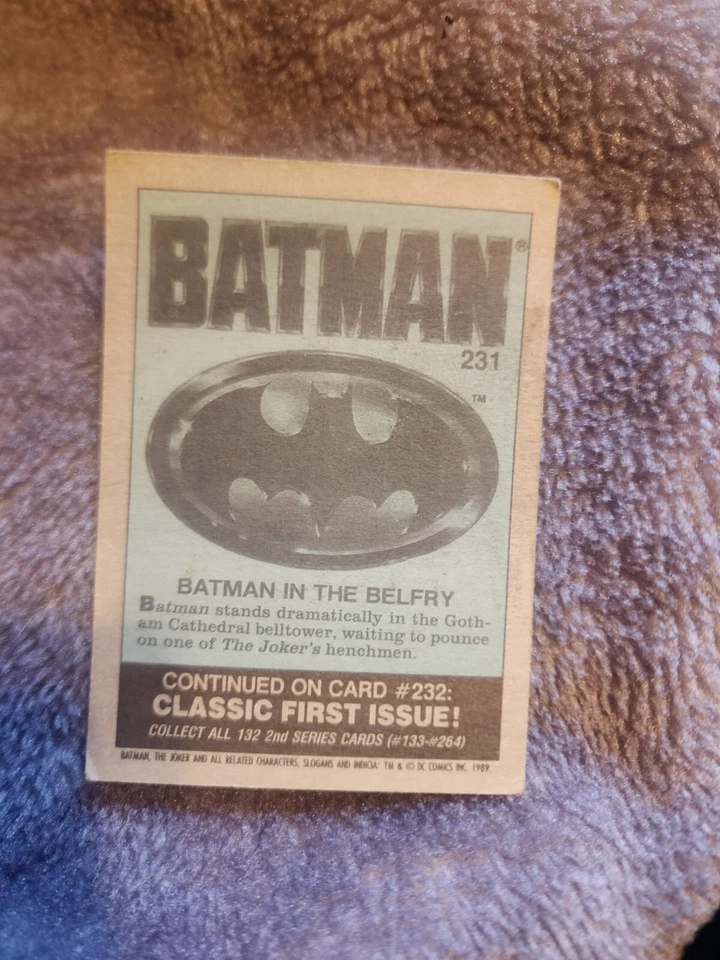 BATMAN®
231
TM
BATMAN IN THE BELFRY
Batman stands dramatically in the Goth-
am Cathedral belltower, waiting to pounce
on one of The Joker's henchmen.
CONTINUED ON CARD #232:
CLASSIC FIRST ISSUE!
COLLECT ALL 132 2nd SERIES CARDS (#133-#264)
BATMAN, THE JOKER AND ALL RELATED CHARACTERS, SLOGANS AND INDICIA TM & © DC COMICS INC. 1989.